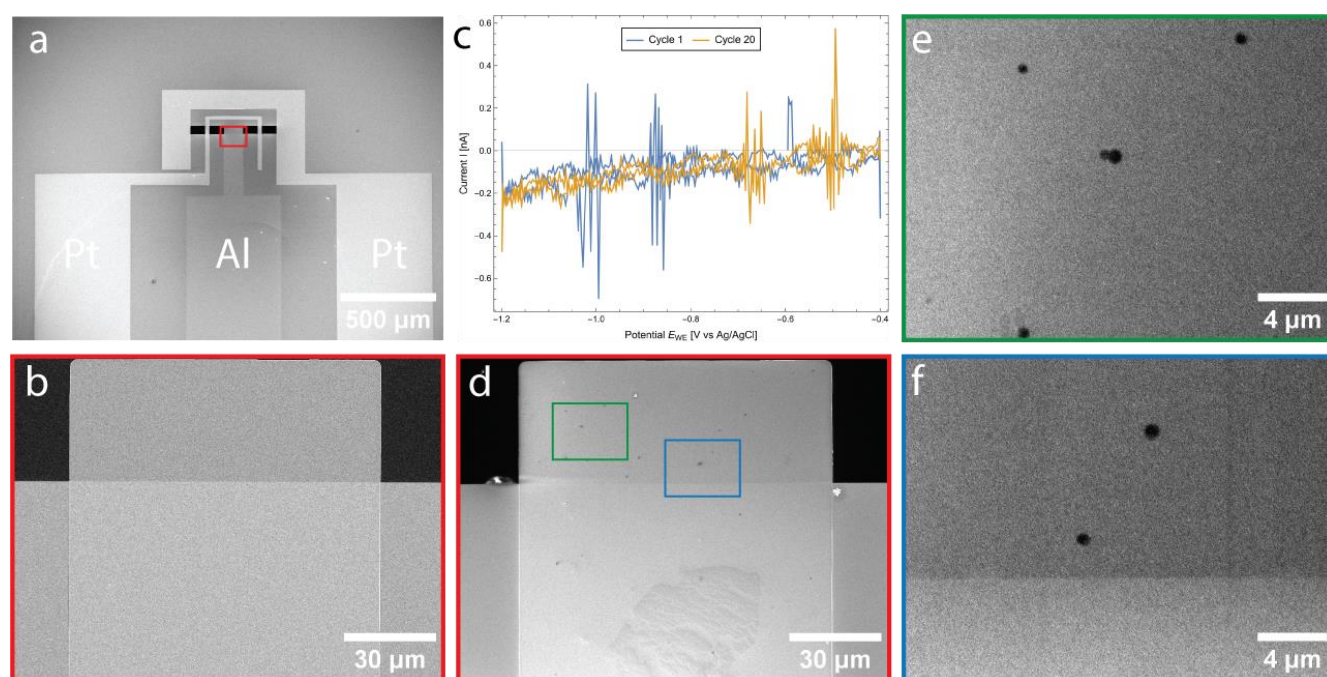 a
Pt
Al
Pt
500 µm
b
30 µm
c
Cycle 1
Cycle 20
Current I [nA]
0.6
0.4
0.2
0.0
−0.2
−0.4
−0.6
−1.2
−1.0
−0.8
−0.6
−0.4
Potential EWE [V vs Ag/AgCl]
d
30 µm
e
4 µm
f
4 µm